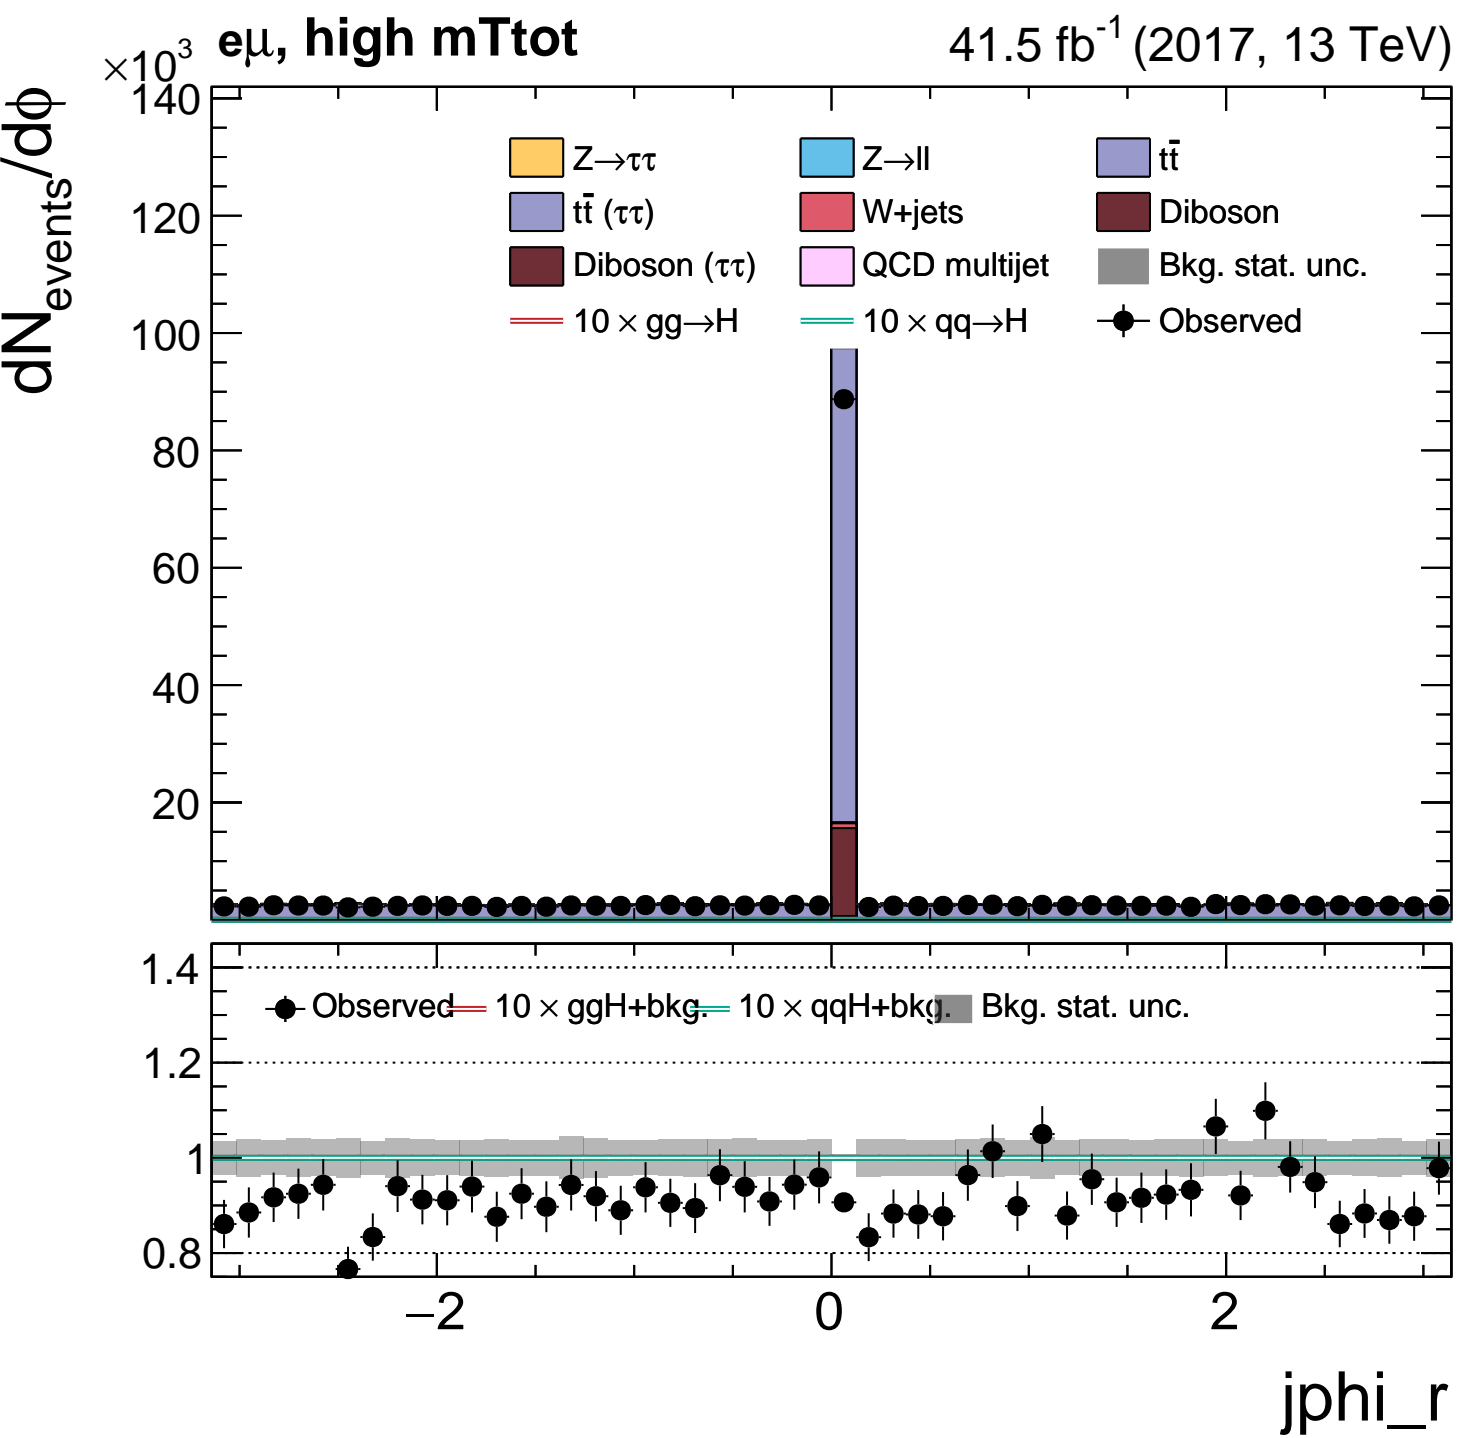 eμ, high mTtot
41.5 fb⁻¹ (2017, 13 TeV)
×10³
dN_events/dϕ
140
120
100
80
60
40
20
Z→ττ
Z→ll
tt̄
tt̄ (ττ)
W+jets
Diboson
Diboson (ττ)
QCD multijet
Bkg. stat. unc.
10 × gg→H
10 × qq→H
Observed
1.4
1.2
1
0.8
Observed
10 × ggH+bkg.
10 × qqH+bkg.
Bkg. stat. unc.
−2
0
2
jphi_r